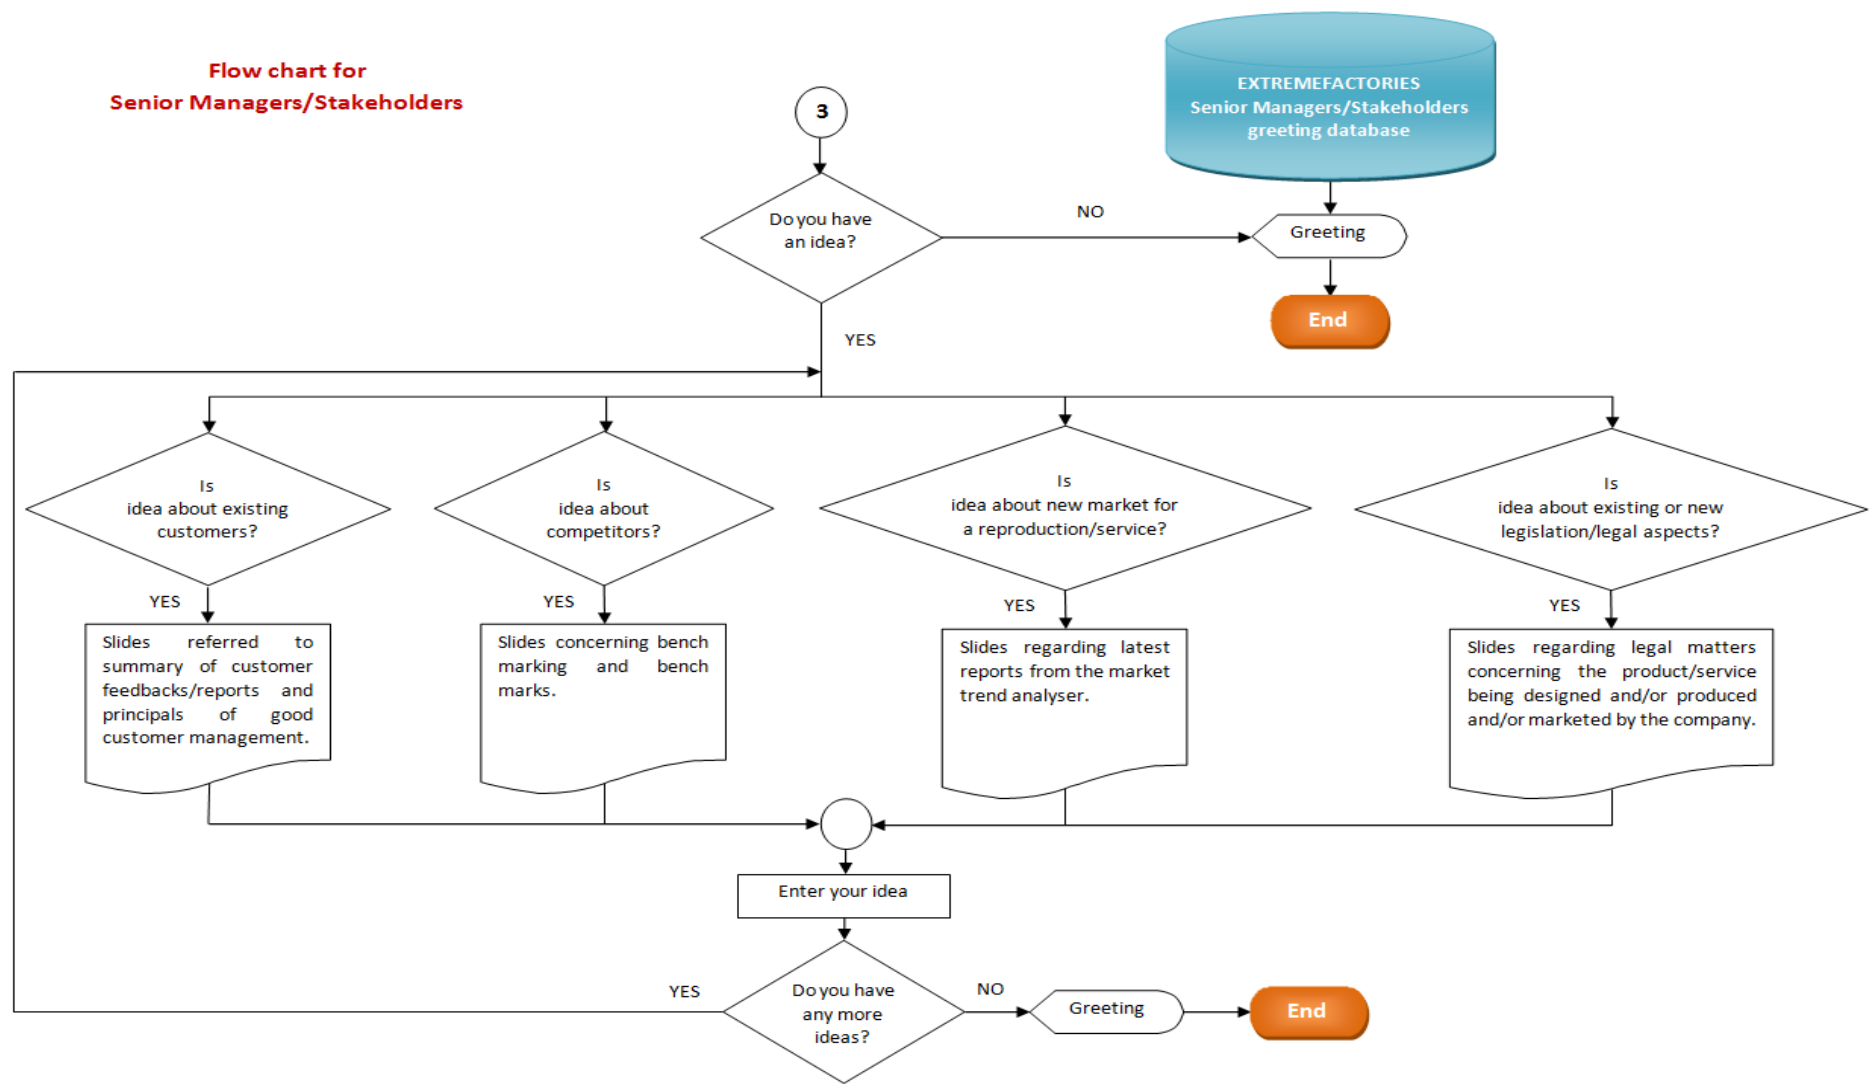 Flow chart for
Senior Managers/Stakeholders
3
EXTREMEFACTORIES
Senior Managers/Stakeholders
greeting database
Do you have
an idea?
NO
Greeting
End
YES
Is
idea about existing
customers?
Is
idea about
competitors?
Is
idea about new market for
a reproduction/service?
Is
idea about existing or new
legislation/legal aspects?
YES
YES
YES
YES
Slides referred to
summary of customer
feedbacks/reports and
principals of good
customer management.
Slides concerning bench
marking and bench
marks.
Slides regarding latest
reports from the market
trend analyser.
Slides regarding legal matters
concerning the product/service
being designed and/or produced
and/or marketed by the company.
Enter your idea
YES
Do you have
any more
ideas?
NO
Greeting
End